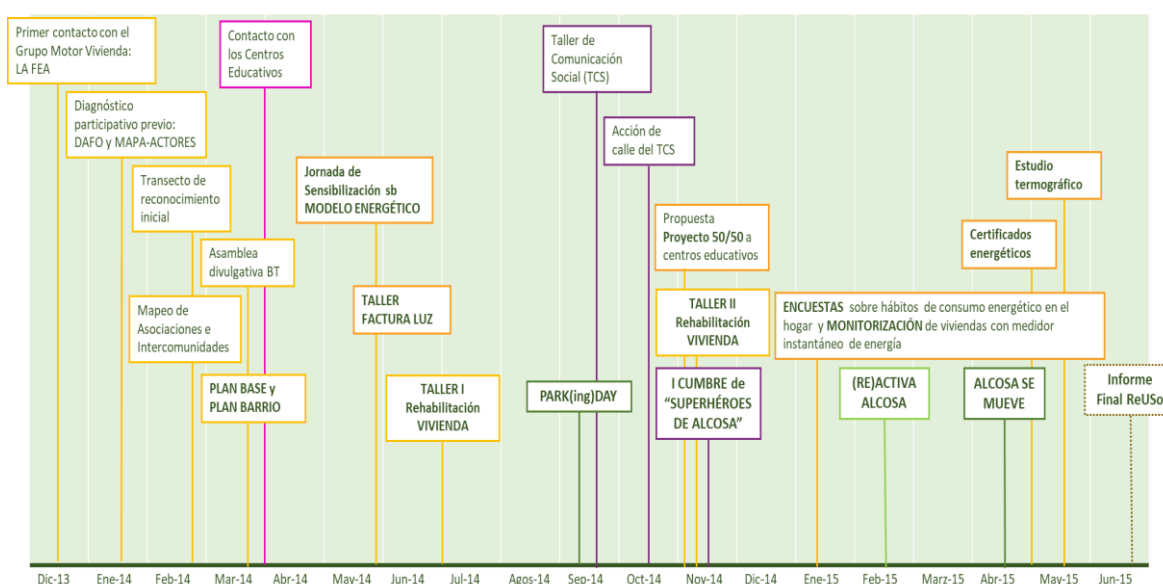 Primer contacto con el
Grupo Motor Vivienda:
LA FEA
Contacto con
los Centros
Educativos
Taller de
Comunicación
Social (TCS)
Diagnóstico
participativo previo:
DAFO y MAPA-ACTORES
Acción de
calle del TCS
Jornada de
Sensibilización sb
MODELO ENERGÉTICO
Estudio
termográfico
Transecto de
reconocimiento
inicial
Propuesta
Proyecto 50/50 a
centros educativos
Certificados
energéticos
Asamblea
divulgativa BT
TALLER
FACTURA LUZ
TALLER II
Rehabilitación
VIVIENDA
ENCUESTAS sobre hábitos de consumo energético en el
hogar y MONITORIZACIÓN de viviendas con medidor
instantáneo de energía
Mapeo de
Asociaciones e
Intercomunidades
PLAN BASE y
PLAN BARRIO
TALLER I
Rehabilitación
VIVIENDA
PARK(ing)DAY
I CUMBRE de
“SUPERHÉROES
DE ALCOSA”
(RE)ACTIVA
ALCOSA
ALCOSA SE
MUEVE
Informe
Final ReUSo
Dic-13 Ene-14 Feb-14 Mar-14 Abr-14 May-14 Jun-14 Jul-14 Agos-14 Sep-14 Oct-14 Nov-14 Dic-14 Ene-15 Feb-15 Marz-15 Abr-15 May-15 Jun-15